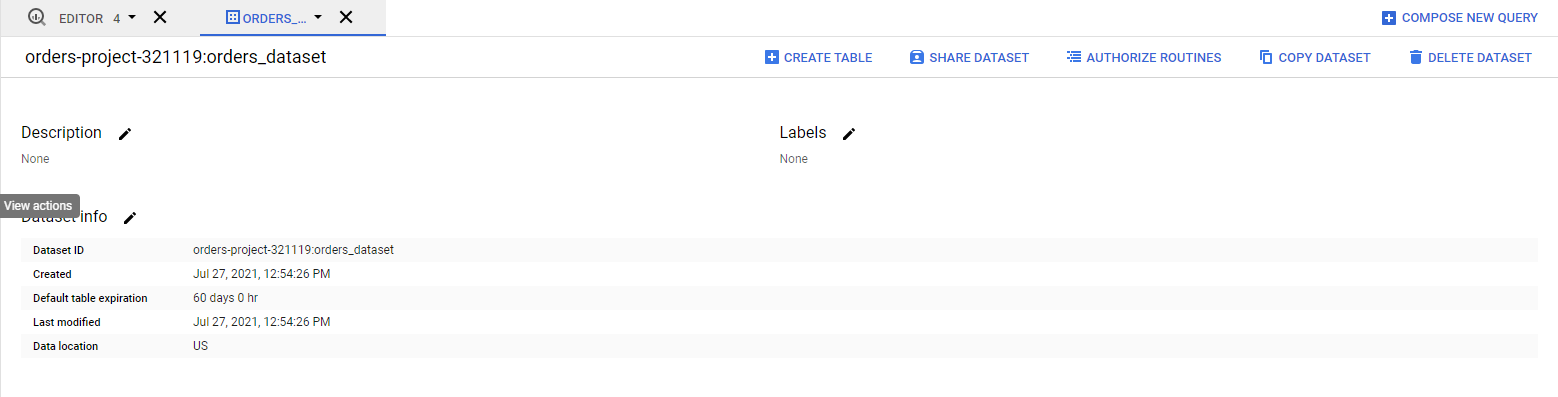 EDITOR 4 ORDERS_...
COMPOSE NEW QUERY
orders-project-321119:orders_dataset
CREATE TABLE SHARE DATASET AUTHORIZE ROUTINES COPY DATASET DELETE DATASET
Description Labels
None None
View actions
Dataset info
Dataset ID orders-project-321119:orders_dataset
Created Jul 27, 2021, 12:54:26 PM
Default table expiration 60 days 0 hr
Last modified Jul 27, 2021, 12:54:26 PM
Data location US